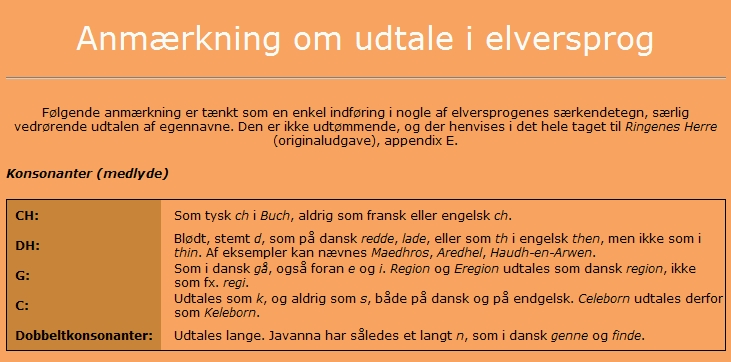 Anmærkning om udtale i elversprog
Følgende anmærkning er tænkt som en enkel indføring i nogle af elversprogenes særkendetegn, særlig
vedrørende udtalen af egennavne. Den er ikke udtømmende, og der henvises i det hele taget til Ringenes Herre
(originaludgave), appendix E.
Konsonanter (medlyde)
CH: Som tysk ch i Buch, aldrig som fransk eller engelsk ch.
DH: Blødt, stemt d, som på dansk redde, lade, eller som th i engelsk then, men ikke som i
thin. Af eksempler kan nævnes Maedhros, Aredhel, Haudh-en-Arwen.
G: Som i dansk gå, også foran e og i. Region og Eregion udtales som dansk region, ikke
som fx. regi.
C: Udtales som k, og aldrig som s, både på dansk og på endgelsk. Celeborn udtales derfor
som Keleborn.
Dobbeltkonsonanter: Udtales lange. Javanna har således et langt n, som i dansk genne og finde.